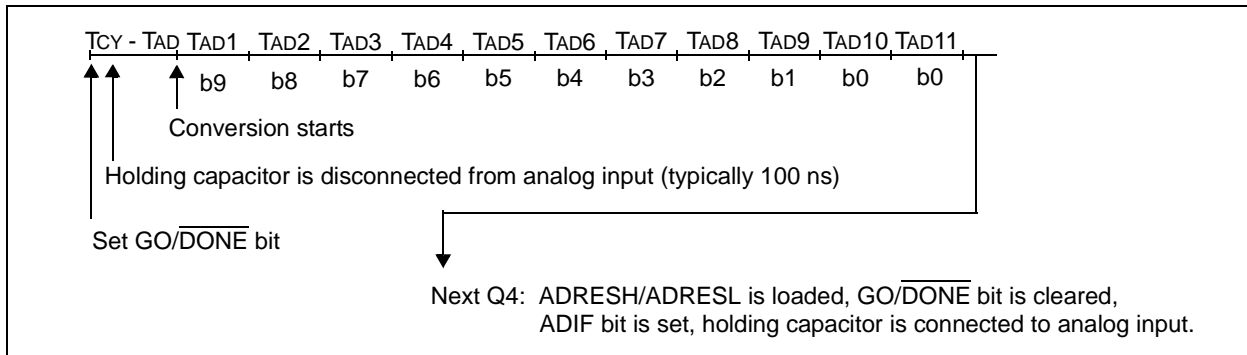 TCY - TAD TAD1 TAD2 TAD3 TAD4 TAD5 TAD6 TAD7 TAD8 TAD9 TAD10 TAD11
b9 b8 b7 b6 b5 b4 b3 b2 b1 b0 b0
Conversion starts
Holding capacitor is disconnected from analog input (typically 100 ns)
Set GO/DONE bit
Next Q4: ADRESH/ADRESL is loaded, GO/DONE bit is cleared,
ADIF bit is set, holding capacitor is connected to analog input.